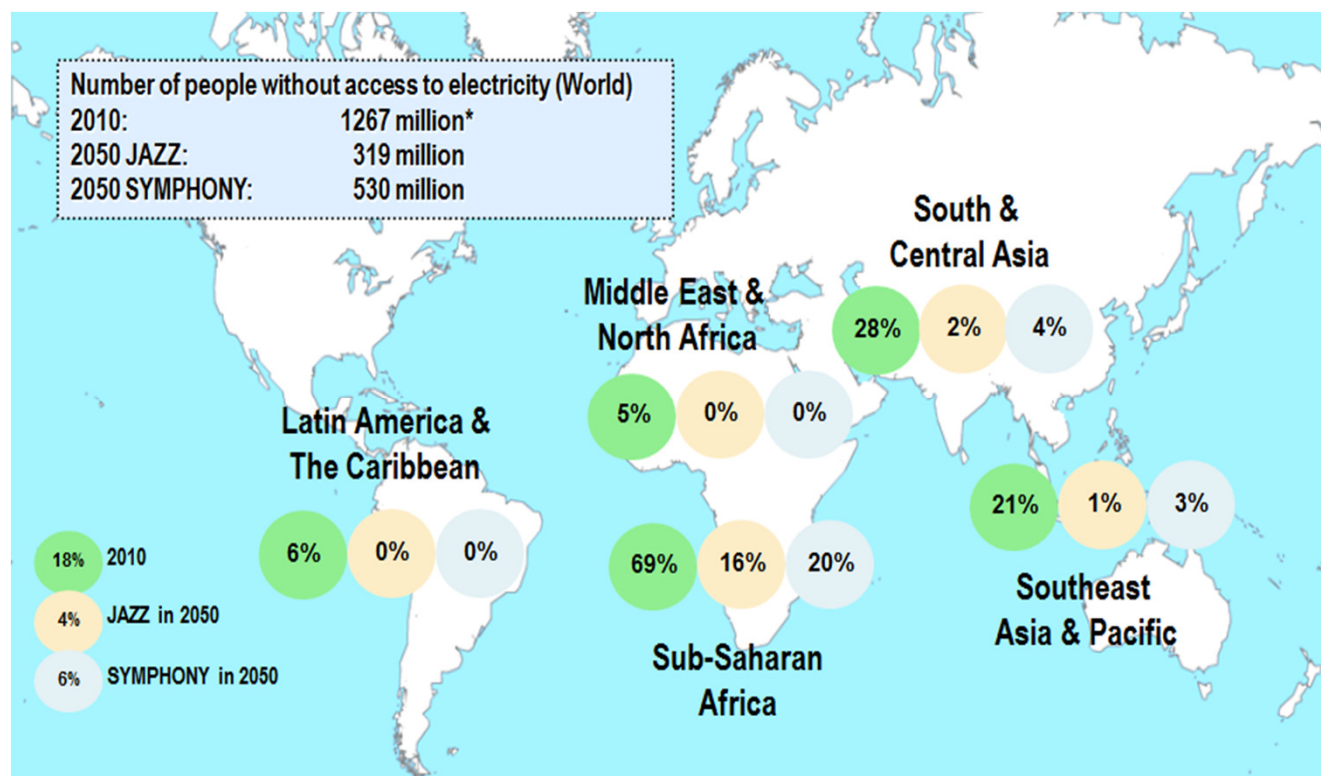 Number of people without access to electricity (World)
2010: 1267 million*
2050 JAZZ: 319 million
2050 SYMPHONY: 530 million
South &
Central Asia
28% 2% 4%
Middle East &
North Africa
5% 0% 0%
Latin America &
The Caribbean
6% 0% 0%
21% 1% 3%
Southeast
Asia & Pacific
69% 16% 20%
Sub-Saharan
Africa
18% 2010
4% JAZZ in 2050
6% SYMPHONY in 2050